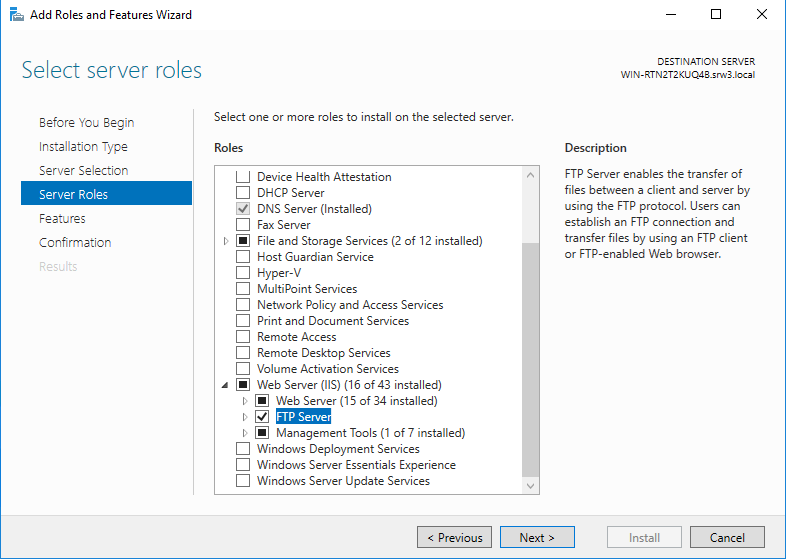 Add Roles and Features Wizard
Select server roles
DESTINATION SERVER
WIN-RTN2T2KUQ4B.srw3.local
Before You Begin
Installation Type
Server Selection
Server Roles
Features
Confirmation
Results
Select one or more roles to install on the selected server.
Roles
Device Health Attestation
DHCP Server
DNS Server (Installed)
Fax Server
File and Storage Services (2 of 12 installed)
Host Guardian Service
Hyper-V
MultiPoint Services
Network Policy and Access Services
Print and Document Services
Remote Access
Remote Desktop Services
Volume Activation Services
Web Server (IIS) (16 of 43 installed)
Web Server (15 of 34 installed)
FTP Server
Management Tools (1 of 7 installed)
Windows Deployment Services
Windows Server Essentials Experience
Windows Server Update Services
Description
FTP Server enables the transfer of
files between a client and server by
using the FTP protocol. Users can
establish an FTP connection and
transfer files by using an FTP client
or FTP-enabled Web browser.
< Previous
Next >
Install
Cancel